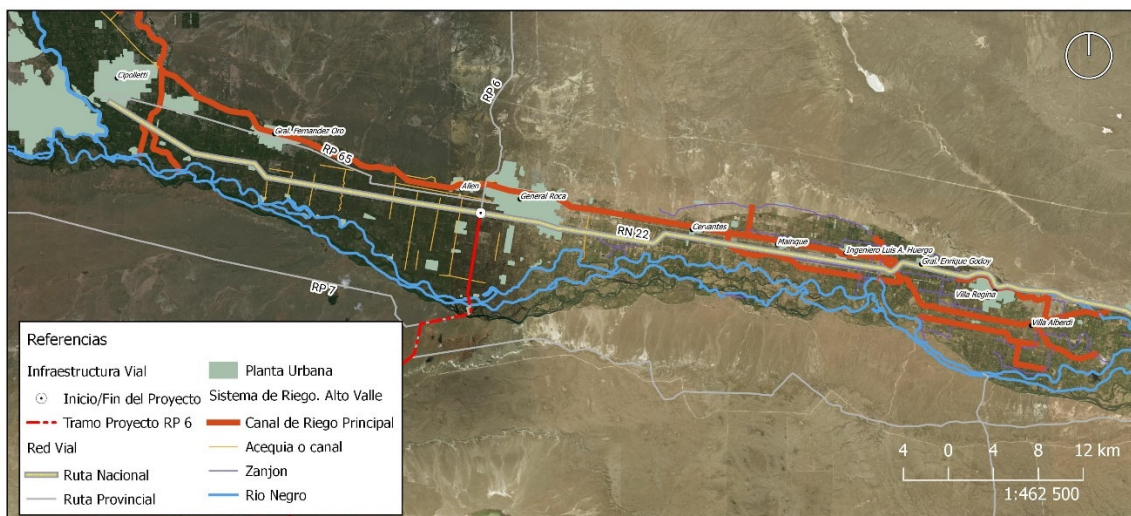 Cipolletti
Gral. Fernandez Oro
RP 65
RP 6
Allen
General Roca
RN 22
Cervantes
Mainque
Ingeniero Luis A. Huergo
Gral. Enrique Godoy
Villa Regina
Villa Alberdi
RP 7
Referencias
Infraestructura Vial
Inicio/Fin del Proyecto
Tramo Proyecto RP 6
Red Vial
Ruta Nacional
Ruta Provincial
Planta Urbana
Sistema de Riego. Alto Valle
Canal de Riego Principal
Acequia o canal
Zanjon
Rio Negro
4 0 4 8 12 km
1:462 500